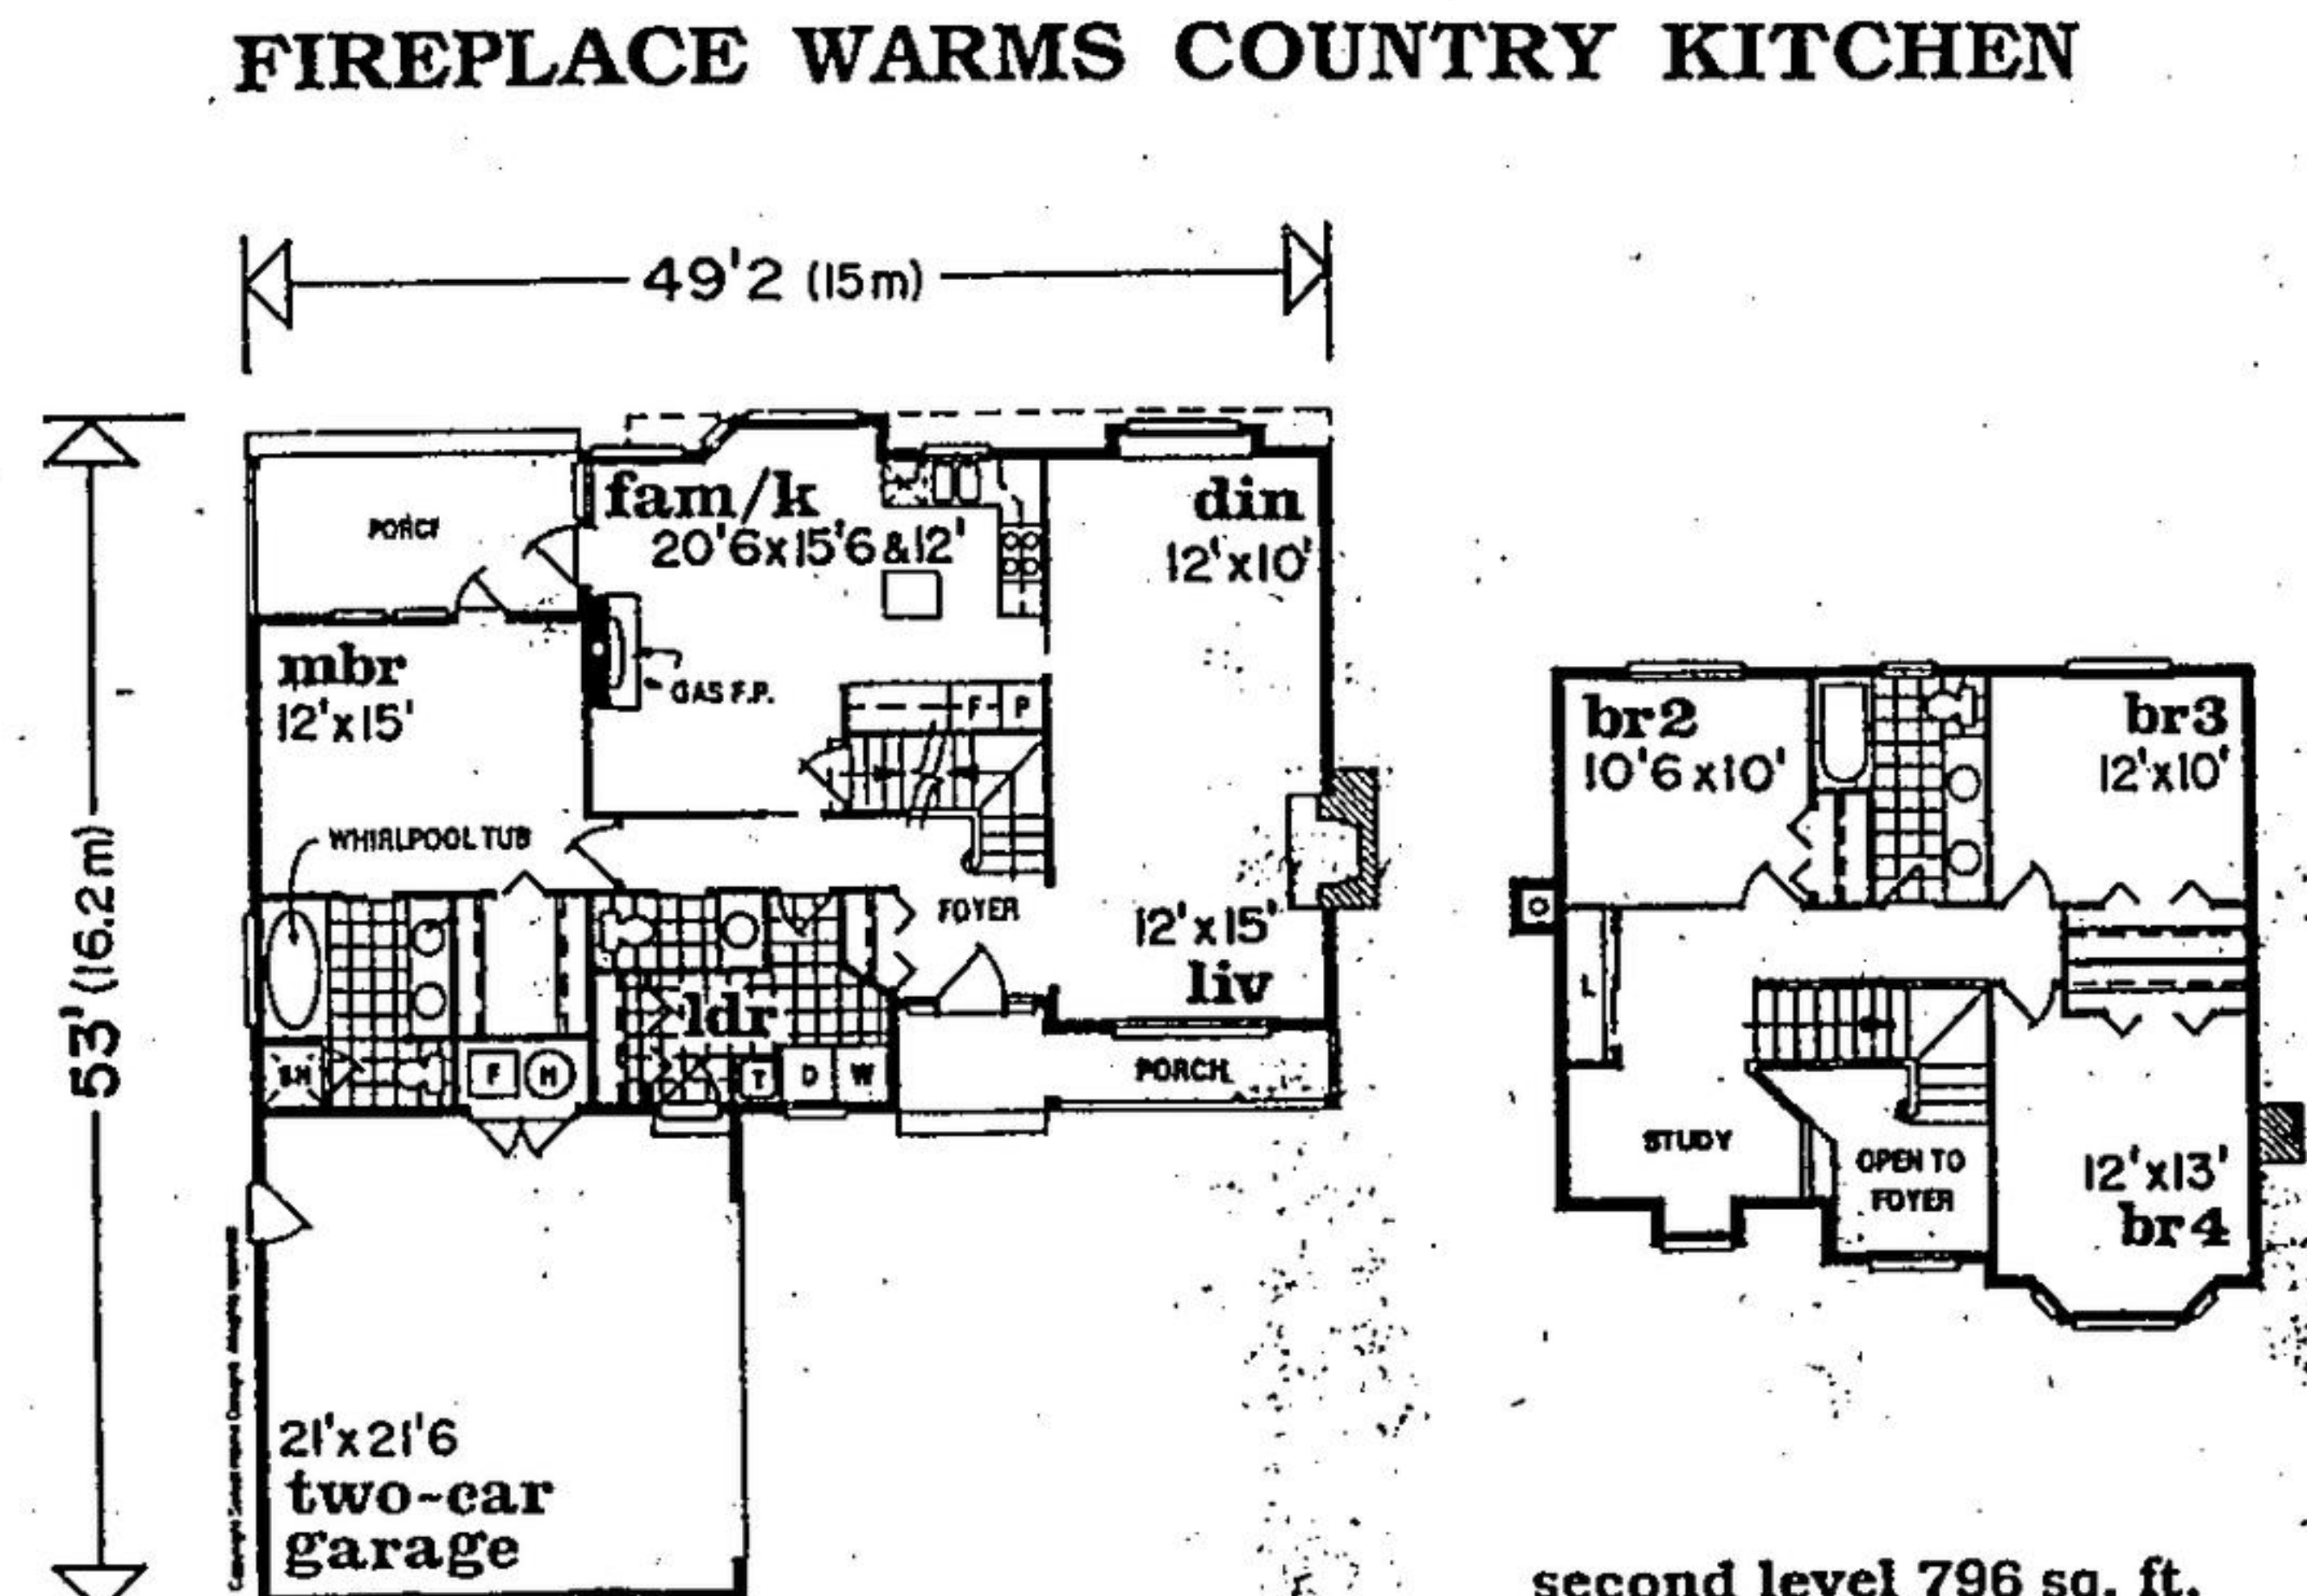 FIREPLACE WARMS COUNTRY KITCHEN
49'2 (15m)
53' (16.2m)
fam/k
20'6x15'6&12'
din
12'x10'
GAS F.P.
mbr
12'x15'
F P
WHIRLPOOL TUB
FOYER
12'x15'
liv
ldr
SH
F H
T D W
PORCH
21'x21'6
two-car
garage
br2
10'6x10'
br3
12'x10'
L
STUDY
OPEN TO
FOYER
12'x13'
br4
second level 796 sq. ft.